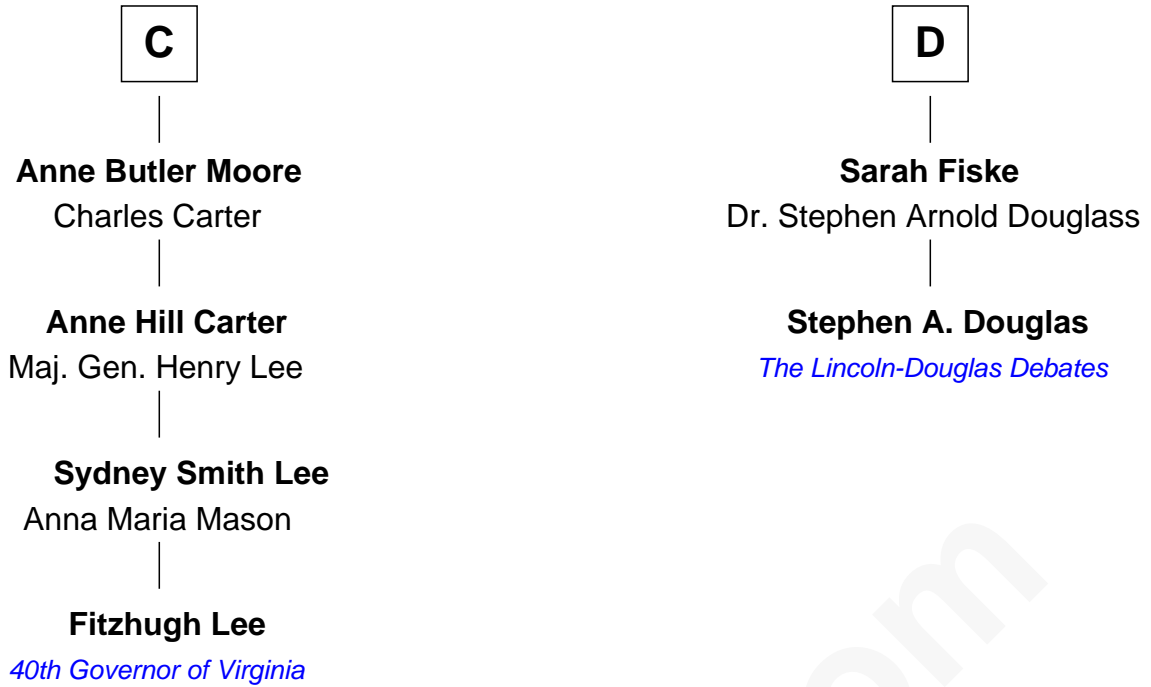 C
Anne Butler Moore
Charles Carter
Anne Hill Carter
Maj. Gen. Henry Lee
Sydney Smith Lee
Anna Maria Mason
Fitzhugh Lee
40th Governor of Virginia
D
Sarah Fiske
Dr. Stephen Arnold Douglass
Stephen A. Douglas
The Lincoln-Douglas Debates
om